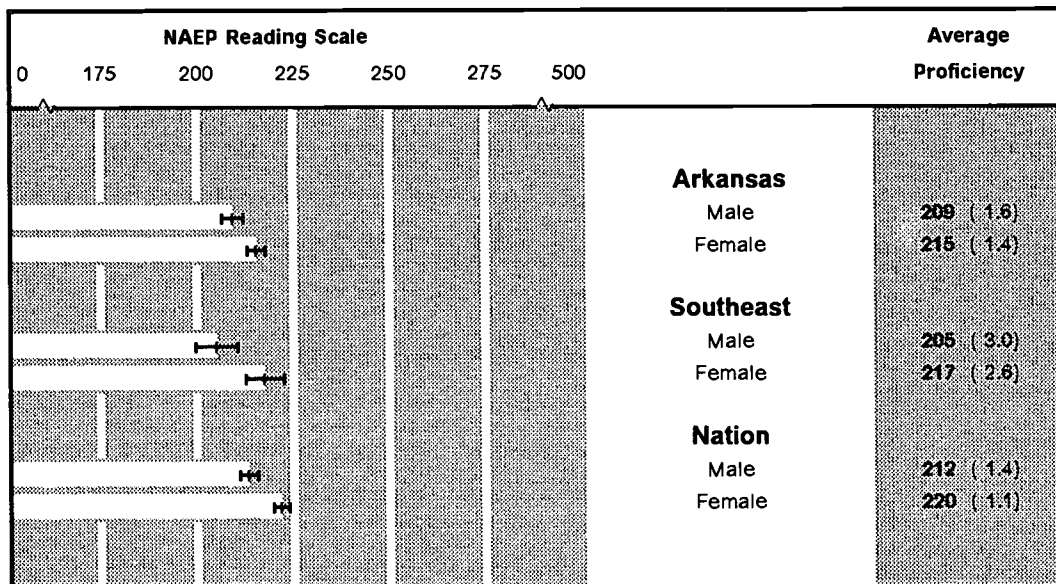 NAEP Reading Scale
Average
Proficiency
0 175 200 225 250 275 500
Arkansas
Male 209 ( 1.6)
Female 215 ( 1.4)
Southeast
Male 205 ( 3.0)
Female 217 ( 2.6)
Nation
Male 212 ( 1.4)
Female 220 ( 1.1)